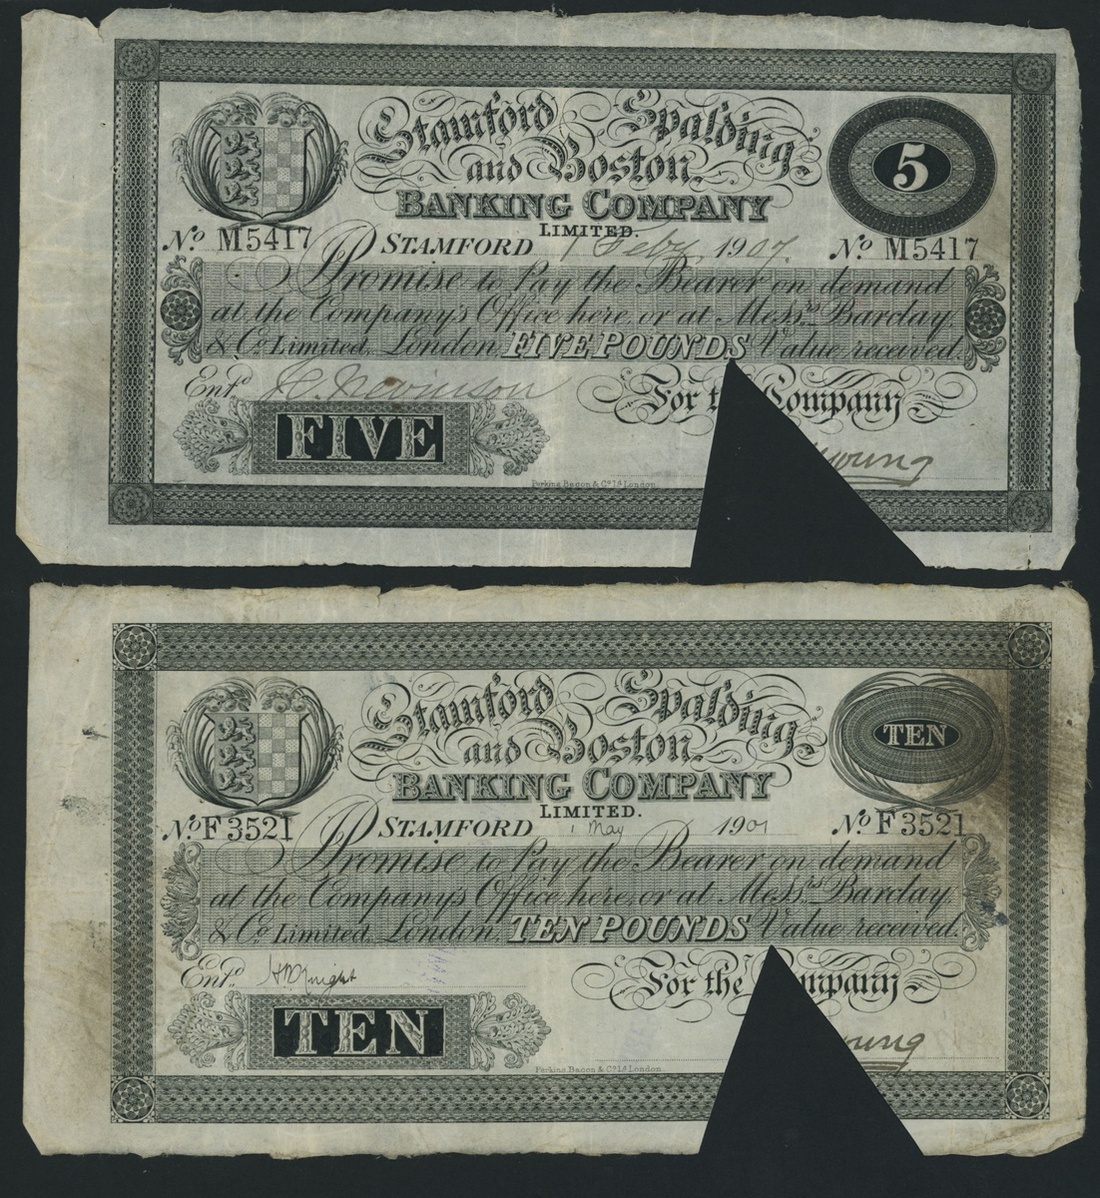 Stamford Spalding
and Boston
BANKING COMPANY
LIMITED.
No M5417 STAMFORD 1 Feby 1907. No M5417
5
I Promise to Pay the Bearer on demand
at the Company's Office here, or at Messrs Barclay,
& Co Limited, London, FIVE POUNDS Value received.
Entd
For t Company
FIVE
young
Perkins Bacon & Co Ld London.
Stamford Spalding
and Boston
BANKING COMPANY
LIMITED.
TEN
No F3521 STAMFORD 1 May 1901 No F3521
I Promise to Pay the Bearer on demand
at the Company's Office here, or at Messrs Barclay,
& Co Limited, London, TEN POUNDS Value received.
Entd Knight
For the mpany
TEN
oung
Perkins Bacon & Co Ld London.